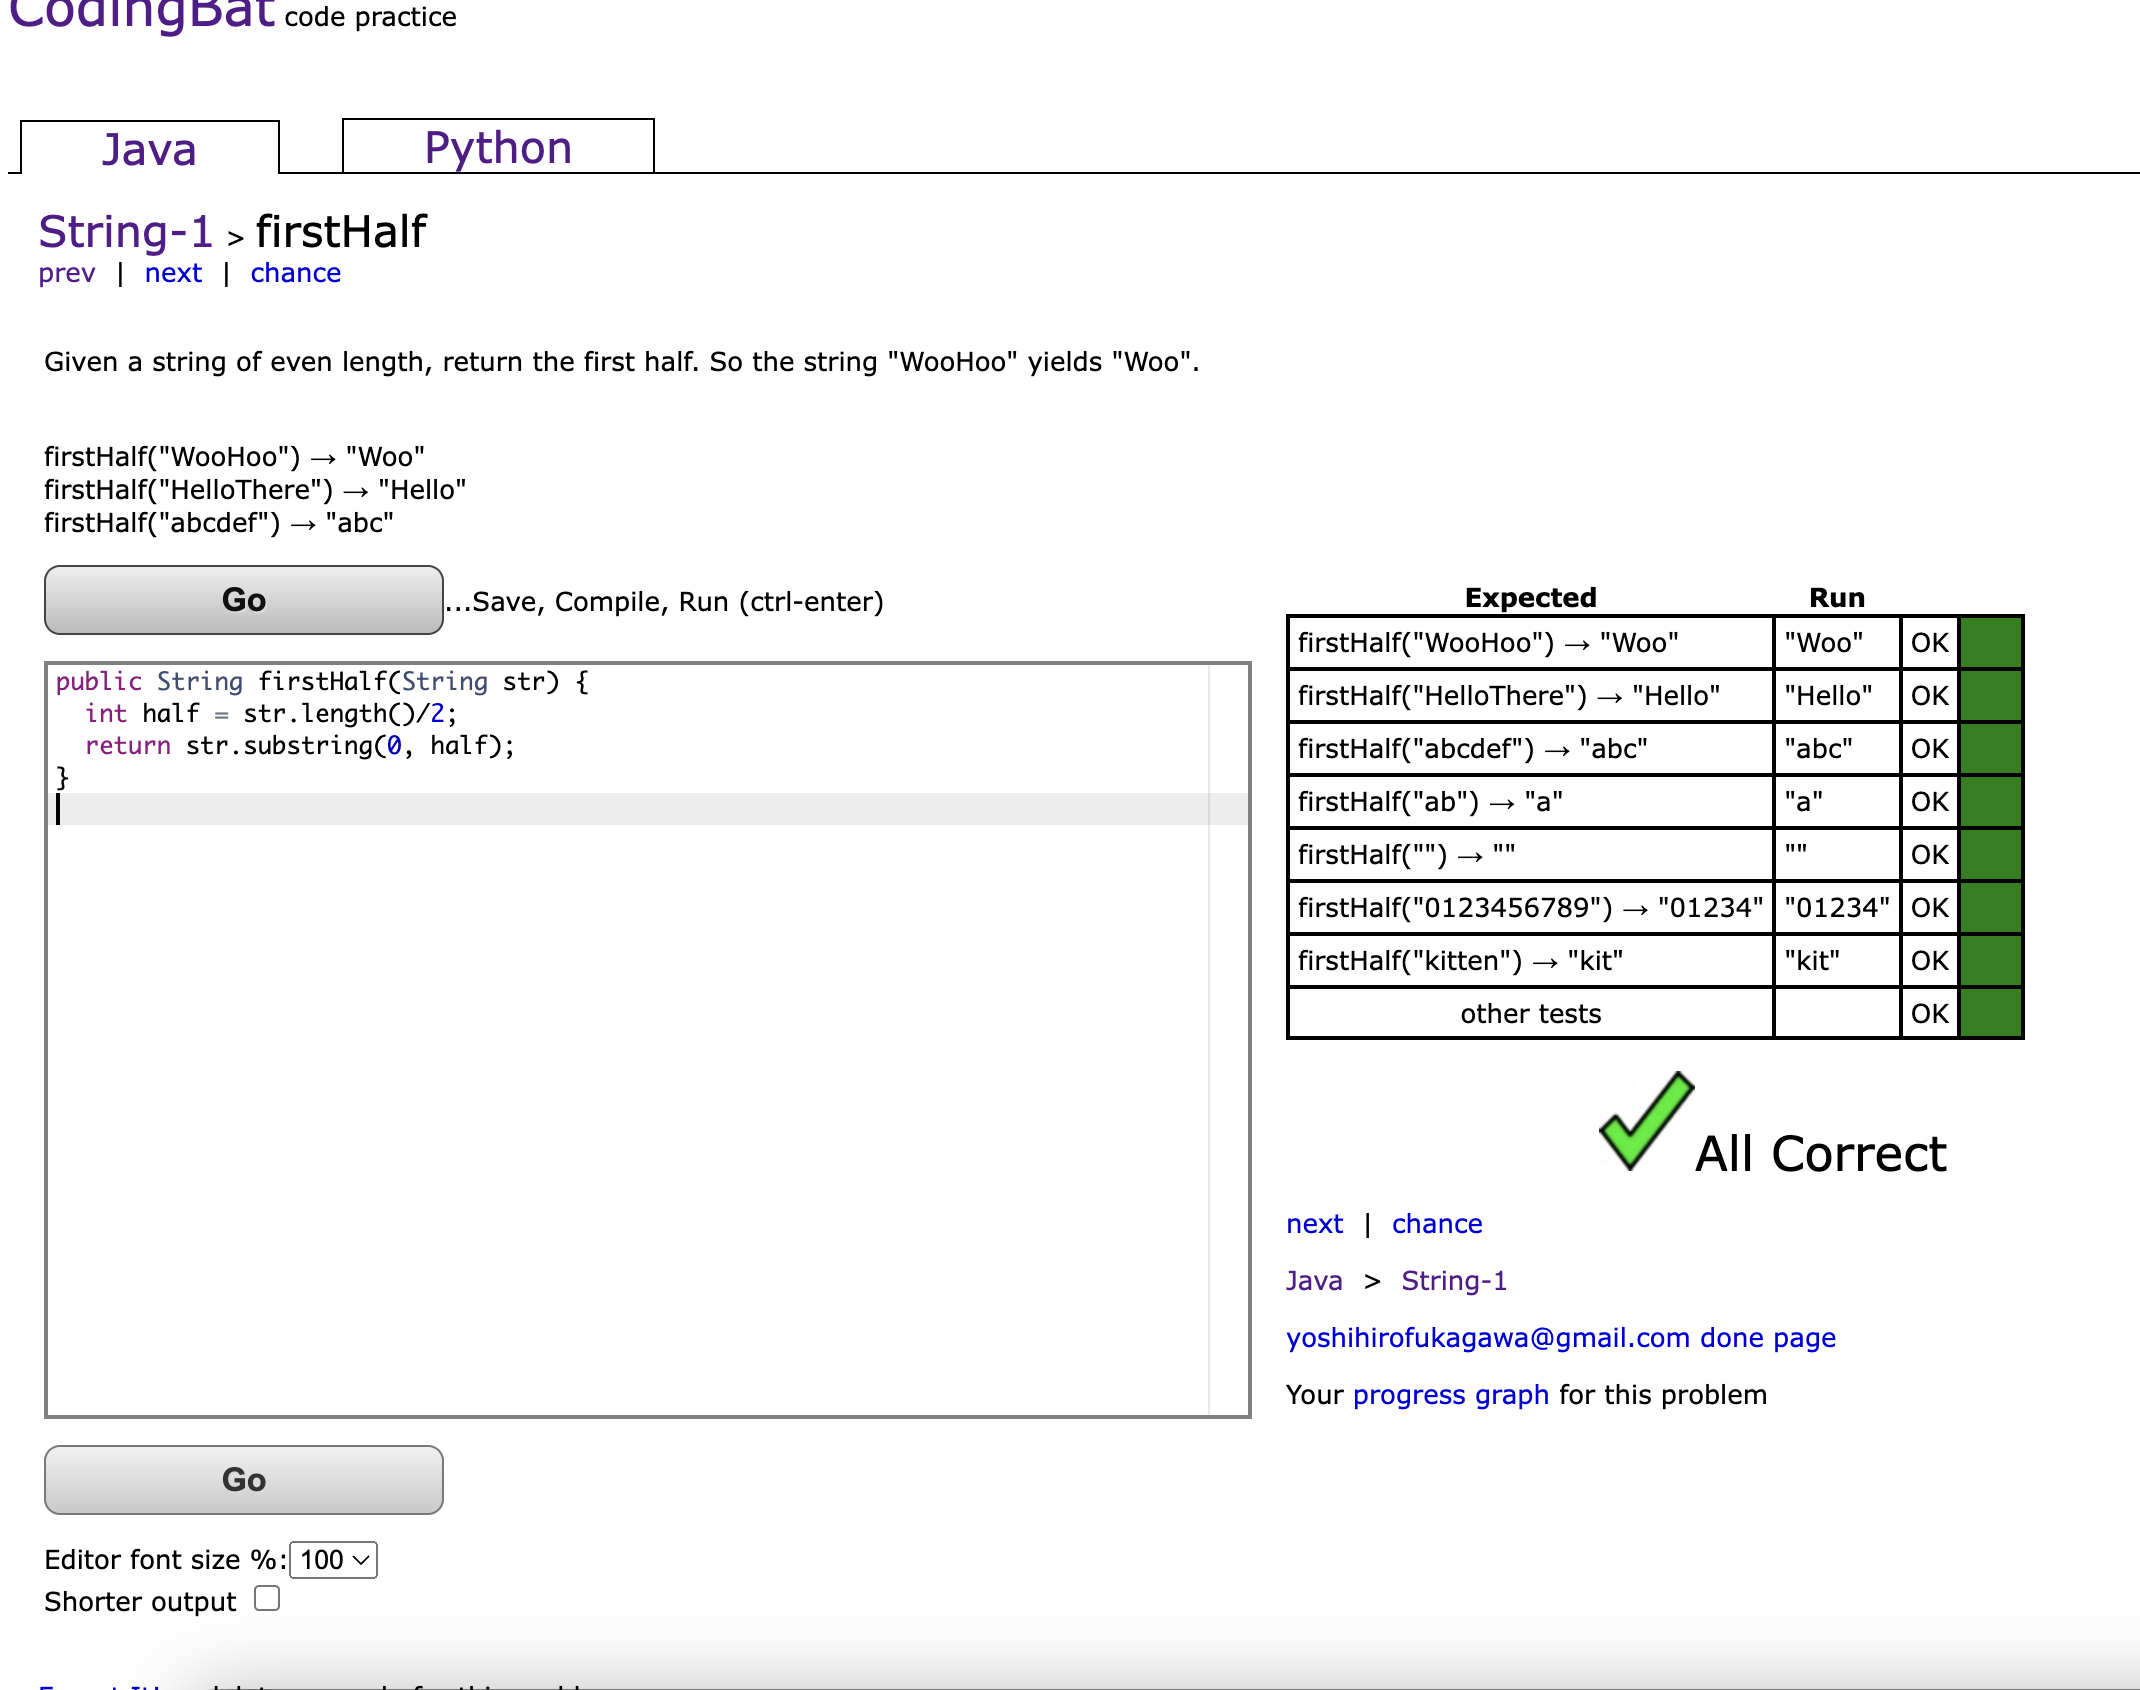 CodingBat code practice
Java
Python
String-1 > firstHalf
prev | next | chance
Given a string of even length, return the first half. So the string "WooHoo" yields "Woo".
firstHalf("WooHoo") → "Woo"
firstHalf("HelloThere") → "Hello"
firstHalf("abcdef") → "abc"
Go ...Save, Compile, Run (ctrl-enter)
public String firstHalf(String str) {
  int half = str.length()/2;
  return str.substring(0, half);
}
Go
Editor font size %: 100
Shorter output
Expected Run
firstHalf("WooHoo") → "Woo" "Woo" OK
firstHalf("HelloThere") → "Hello" "Hello" OK
firstHalf("abcdef") → "abc" "abc" OK
firstHalf("ab") → "a" "a" OK
firstHalf("") → "" "" OK
firstHalf("0123456789") → "01234" "01234" OK
firstHalf("kitten") → "kit" "kit" OK
other tests OK
All Correct
next | chance
Java > String-1
yoshihirofukagawa@gmail.com done page
Your progress graph for this problem